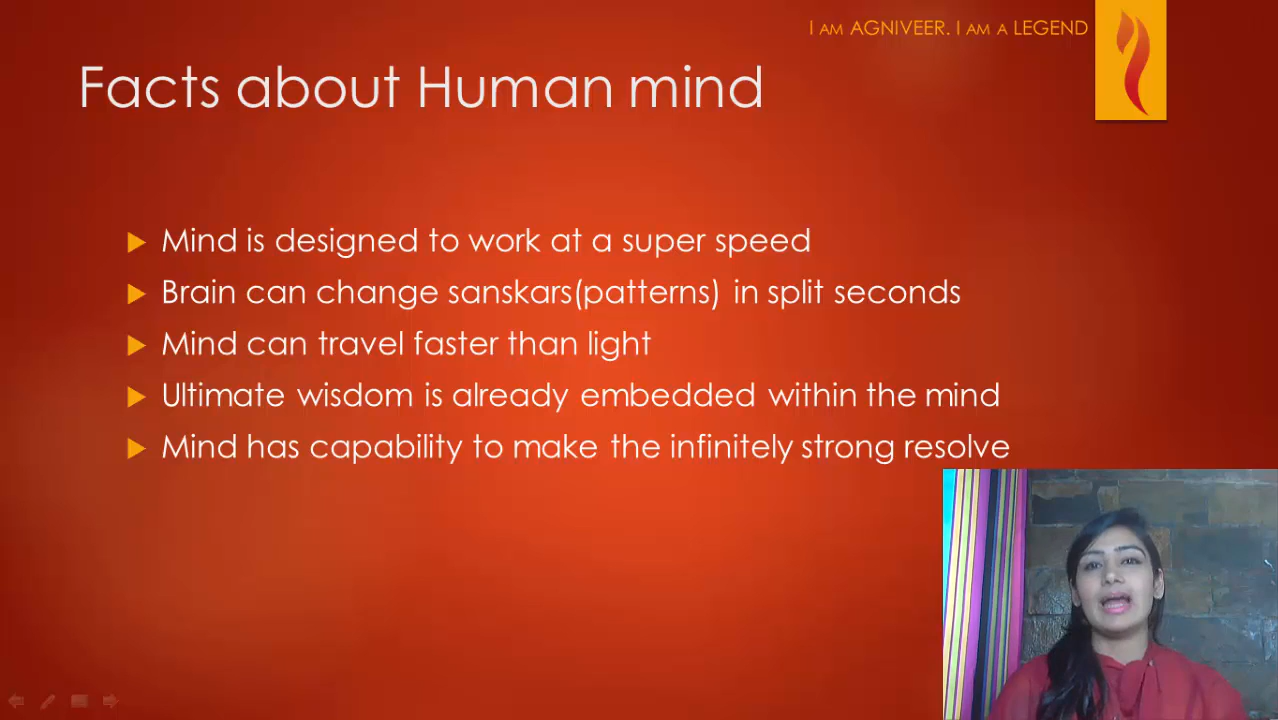 I AM AGNIVEER. I AM A LEGEND
Facts about Human mind
Mind is designed to work at a super speed
Brain can change sanskars(patterns) in split seconds
Mind can travel faster than light
Ultimate wisdom is already embedded within the mind
Mind has capability to make the infinitely strong resolve